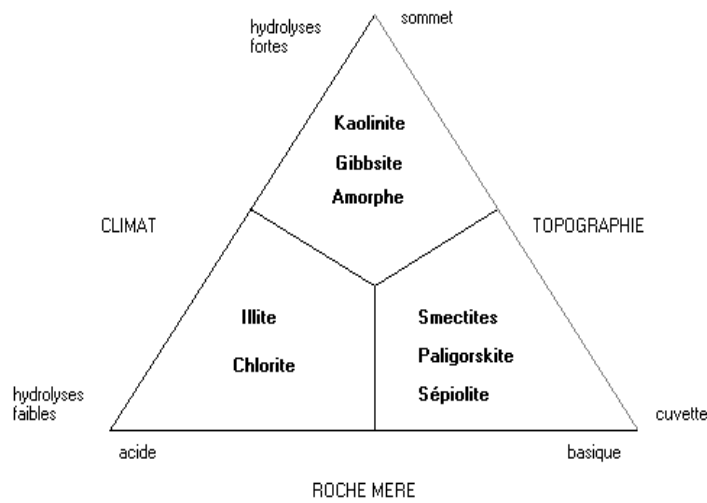 hydrolyses
fortes
sommet
Kaolinite
Gibbsite
Amorphe
CLIMAT
TOPOGRAPHIE
Illite
Chlorite
Smectites
Paligorskite
Sépiolite
hydrolyses
faibles
cuvette
acide
basique
ROCHE MERE